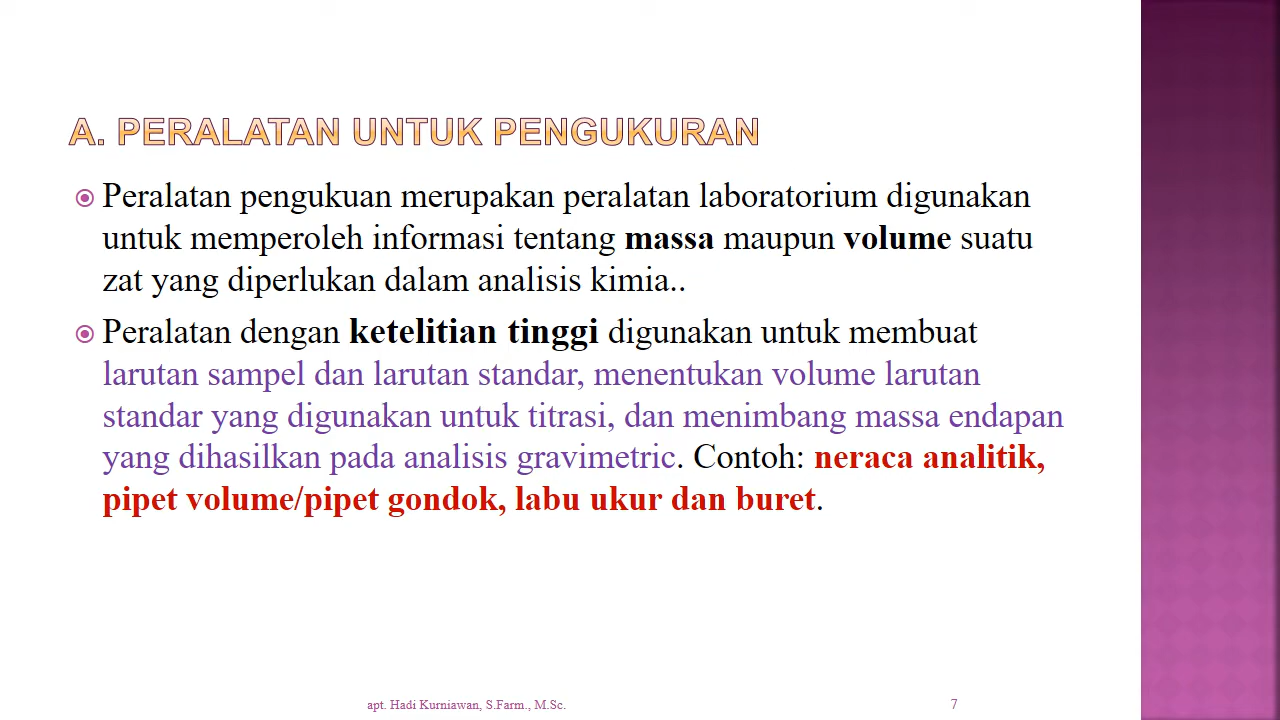 A. PERALATAN UNTUK PENGUKURAN
Peralatan pengukuan merupakan peralatan laboratorium digunakan
untuk memperoleh informasi tentang massa maupun volume suatu
zat yang diperlukan dalam analisis kimia..
Peralatan dengan ketelitian tinggi digunakan untuk membuat
larutan sampel dan larutan standar, menentukan volume larutan
standar yang digunakan untuk titrasi, dan menimbang massa endapan
yang dihasilkan pada analisis gravimetric. Contoh: neraca analitik,
pipet volume/pipet gondok, labu ukur dan buret.
apt. Hadi Kurniawan, S.Farm., M.Sc.
7